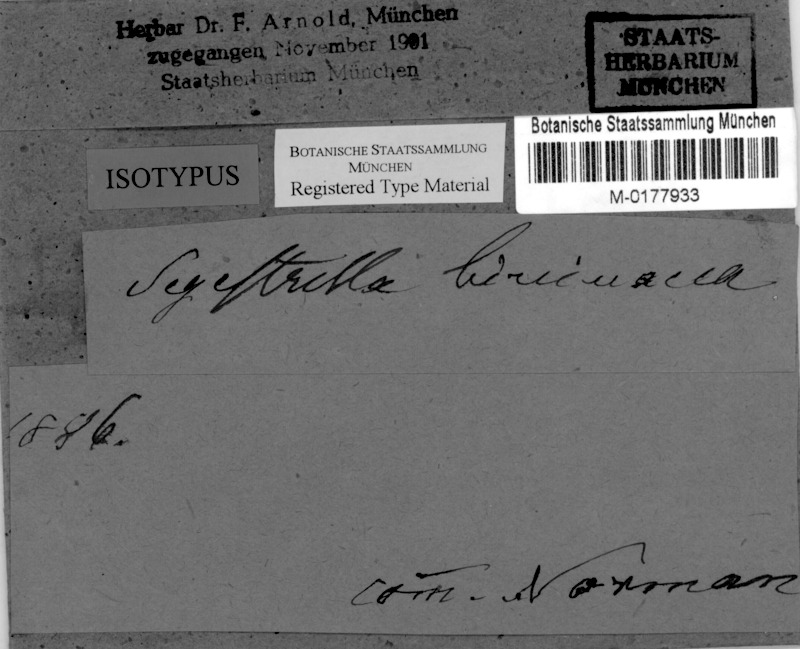 Herbar Dr. F. Arnold, München
zugegangen November 1901
Staatsherbarium München
STAATS-
HERBARIUM
MÜNCHEN
ISOTYPUS
BOTANISCHE STAATSSAMMLUNG
MÜNCHEN
Registered Type Material
Botanische Staatssammlung München
M-0177933
Segestrella
1886.
com. Norman